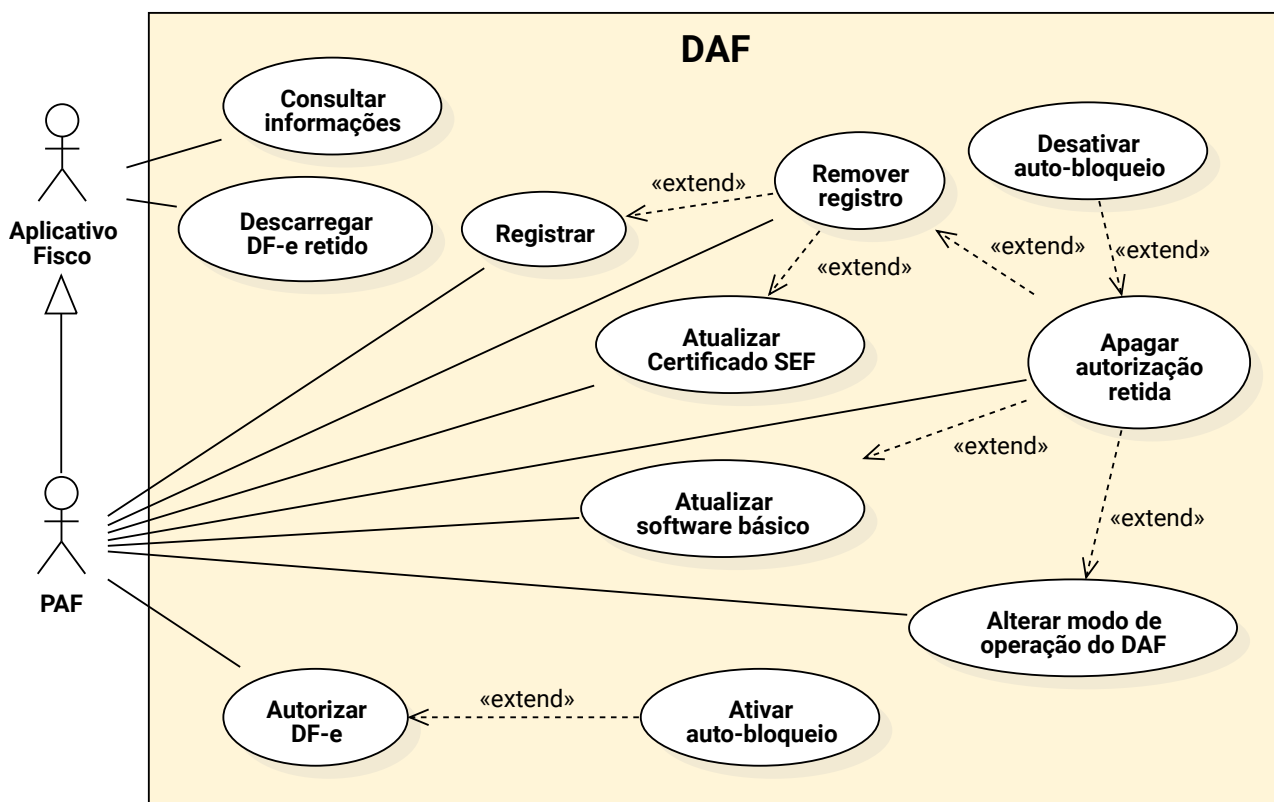 DAF
Consultar
informações
Desativar
auto-bloqueio
Remover
registro
«extend»
Aplicativo
Fisco
Descarregar
DF-e retido
Registrar
«extend»
«extend»
«extend»
Atualizar
Certificado SEF
Apagar
autorização
retida
«extend»
Atualizar
software básico
«extend»
PAF
Alterar modo de
operação do DAF
Autorizar
DF-e
«extend»
Ativar
auto-bloqueio